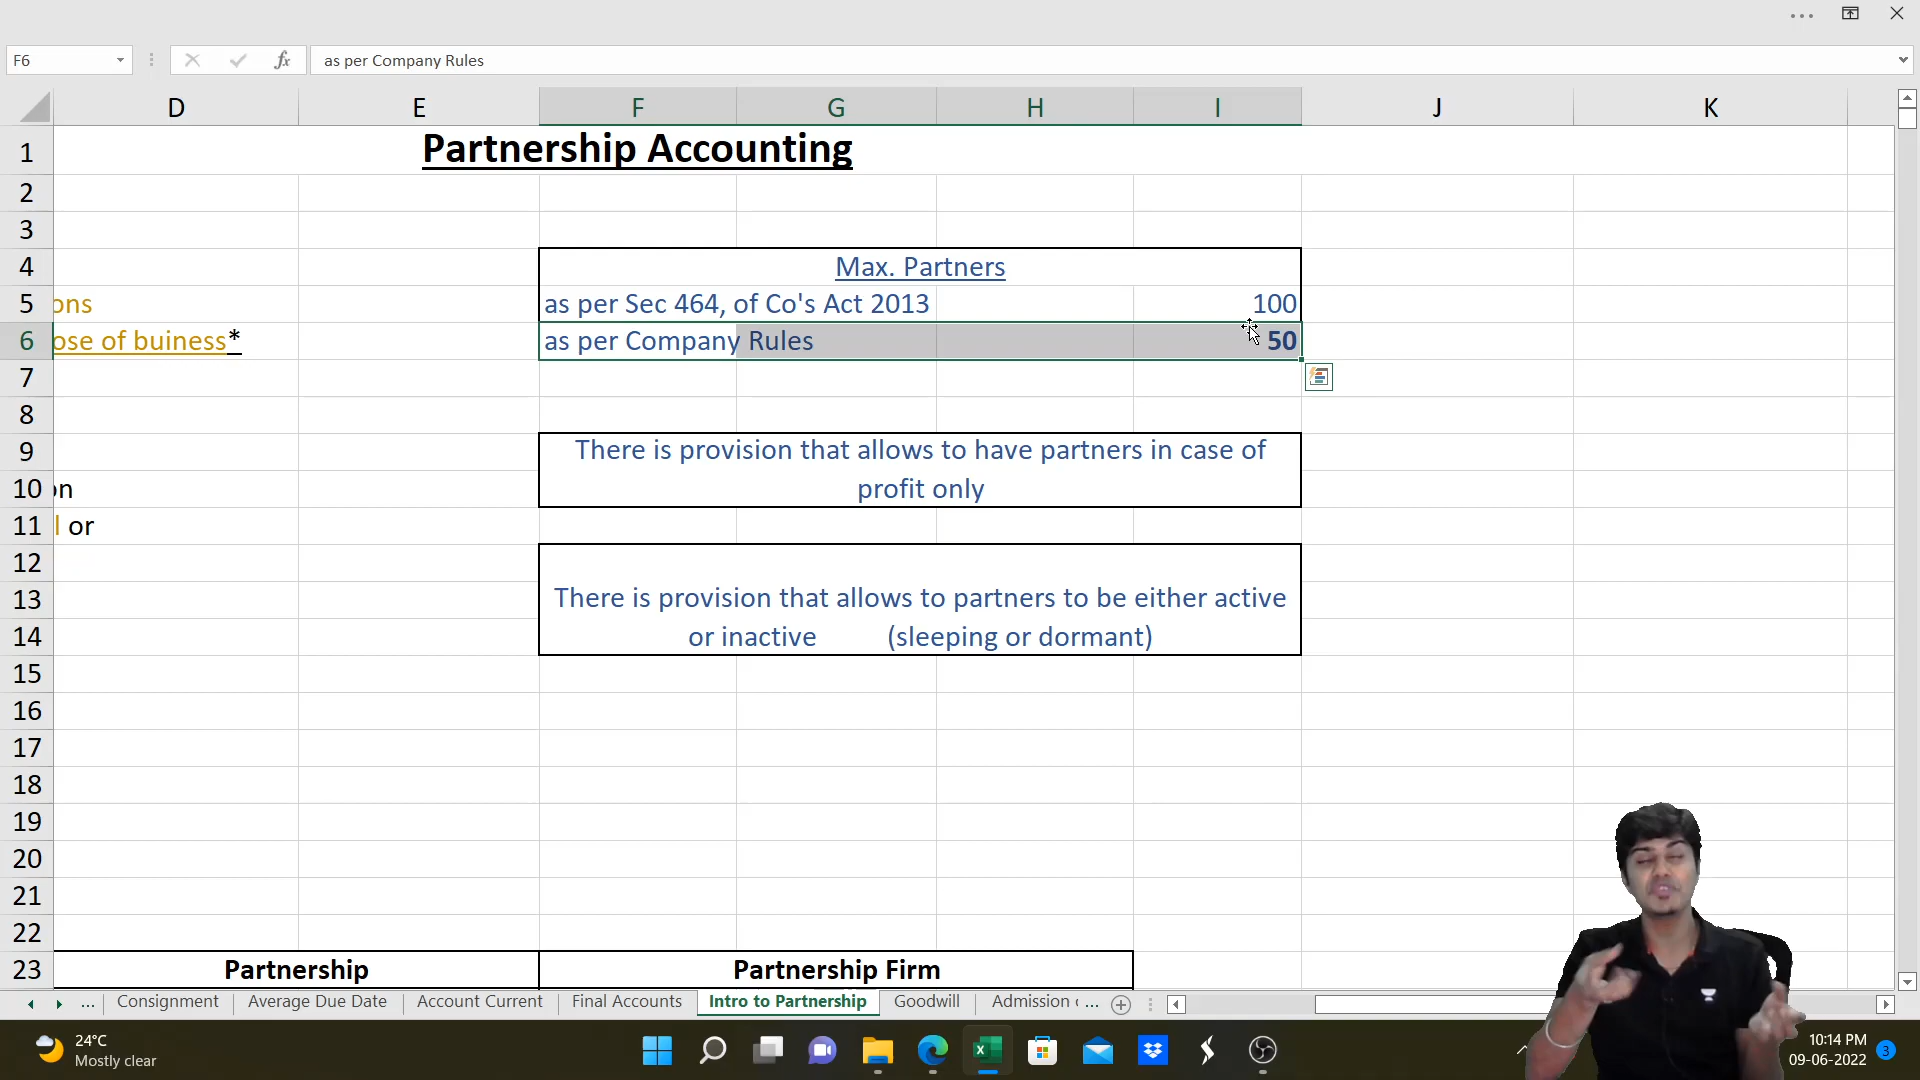 F6
fx
as per Company Rules
D E F G H I J K
1 Partnership Accounting
2
3
4 Max. Partners
5 ons as per Sec 464, of Co's Act 2013 100
6 ose of buiness* as per Company Rules 50
7
8
9 There is provision that allows to have partners in case of
10 on profit only
11 l or
12
13 There is provision that allows to partners to be either active
14 or inactive (sleeping or dormant)
15
16
17
18
19
20
21
22
23 Partnership Partnership Firm
... Consignment Average Due Date Account Current Final Accounts Intro to Partnership Goodwill Admission ...
24°C
Mostly clear
10:14 PM
09-06-2022
3